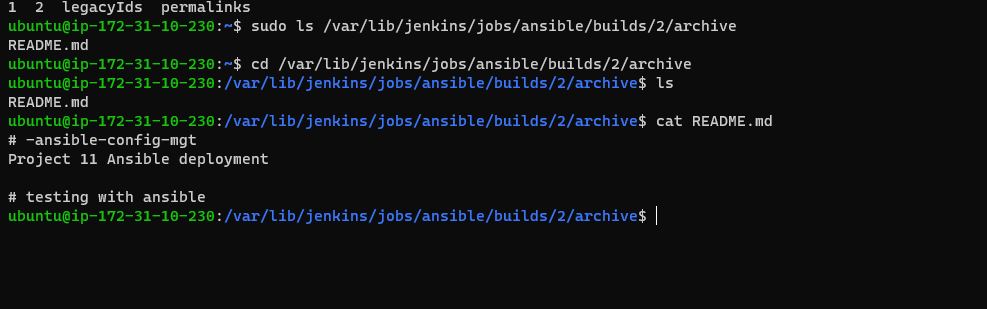 1  2  legacyIds  permalinks
ubuntu@ip-172-31-10-230:~$ sudo ls /var/lib/jenkins/jobs/ansible/builds/2/archive
README.md
ubuntu@ip-172-31-10-230:~$ cd /var/lib/jenkins/jobs/ansible/builds/2/archive
ubuntu@ip-172-31-10-230:/var/lib/jenkins/jobs/ansible/builds/2/archive$ ls
README.md
ubuntu@ip-172-31-10-230:/var/lib/jenkins/jobs/ansible/builds/2/archive$ cat README.md
# -ansible-config-mgt
Project 11 Ansible deployment

# testing with ansible
ubuntu@ip-172-31-10-230:/var/lib/jenkins/jobs/ansible/builds/2/archive$